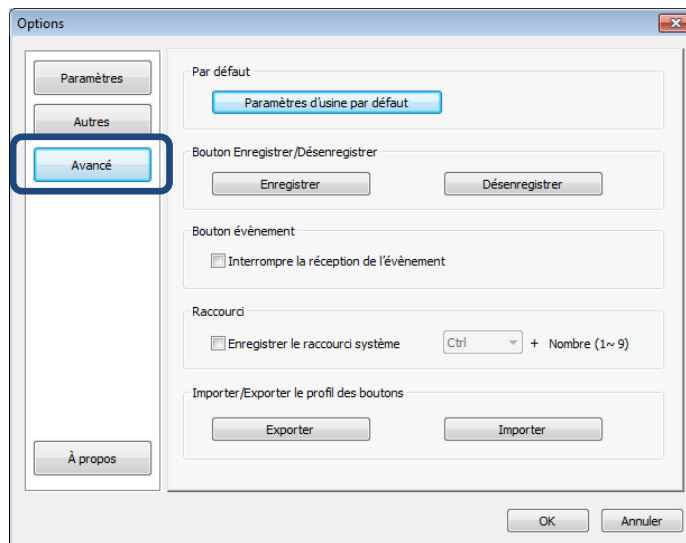 Options
Paramètres
Autres
Avancé
À propos
Par défaut
Paramètres d'usine par défaut
Bouton Enregistrer/Désenregistrer
Enregistrer Désenregistrer
Bouton évènement
Interrompre la réception de l'évènement
Raccourci
Enregistrer le raccourci système Ctrl + Nombre (1~ 9)
Importer/Exporter le profil des boutons
Exporter Importer
OK Annuler